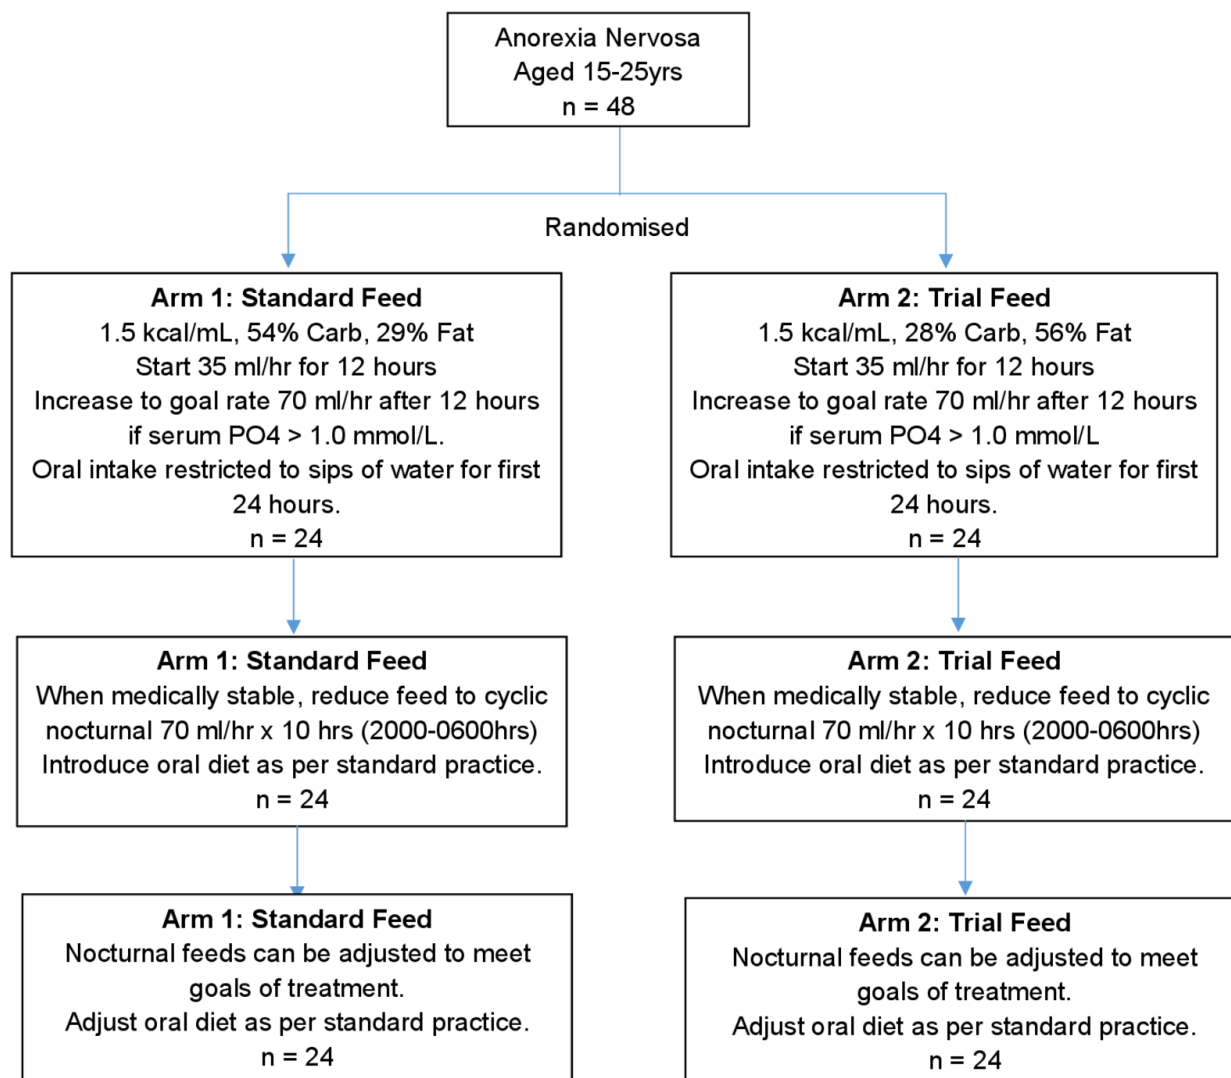 Anorexia Nervosa
Aged 15-25yrs
n = 48
Randomised
Arm 1: Standard Feed
1.5 kcal/mL, 54% Carb, 29% Fat
Start 35 ml/hr for 12 hours
Increase to goal rate 70 ml/hr after 12 hours
if serum PO4 > 1.0 mmol/L.
Oral intake restricted to sips of water for first
24 hours.
n = 24
Arm 2: Trial Feed
1.5 kcal/mL, 28% Carb, 56% Fat
Start 35 ml/hr for 12 hours
Increase to goal rate 70 ml/hr after 12 hours
if serum PO4 > 1.0 mmol/L
Oral intake restricted to sips of water for first
24 hours.
n = 24
Arm 1: Standard Feed
When medically stable, reduce feed to cyclic
nocturnal 70 ml/hr x 10 hrs (2000-0600hrs)
Introduce oral diet as per standard practice.
n = 24
Arm 2: Trial Feed
When medically stable, reduce feed to cyclic
nocturnal 70 ml/hr x 10 hrs (2000-0600hrs)
Introduce oral diet as per standard practice.
n = 24
Arm 1: Standard Feed
Nocturnal feeds can be adjusted to meet
goals of treatment.
Adjust oral diet as per standard practice.
n = 24
Arm 2: Trial Feed
Nocturnal feeds can be adjusted to meet
goals of treatment.
Adjust oral diet as per standard practice.
n = 24